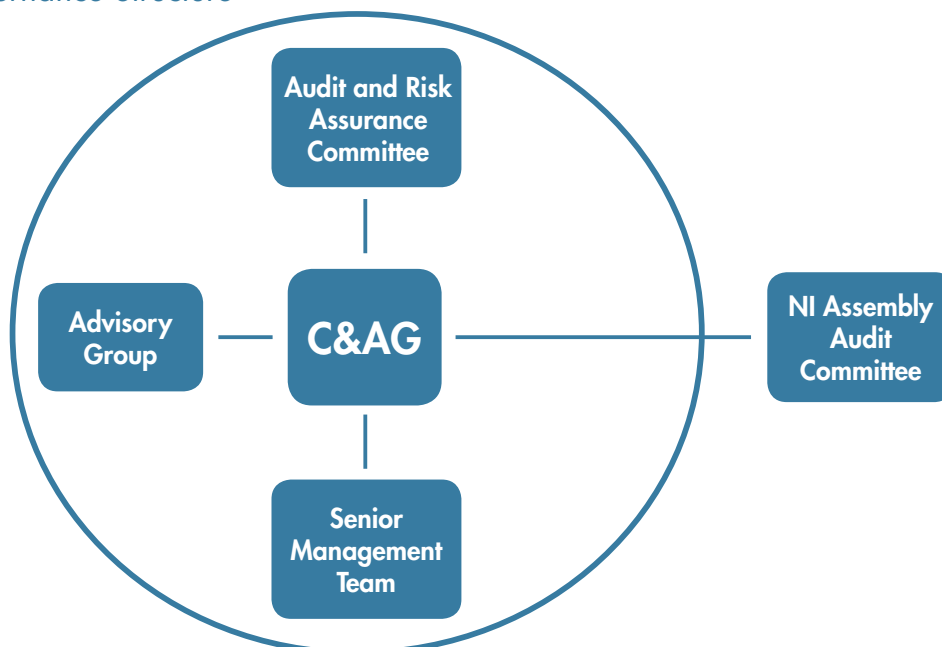 Audit and Risk
Assurance
Committee
Advisory
Group
C&AG
NI Assembly
Audit
Committee
Senior
Management
Team